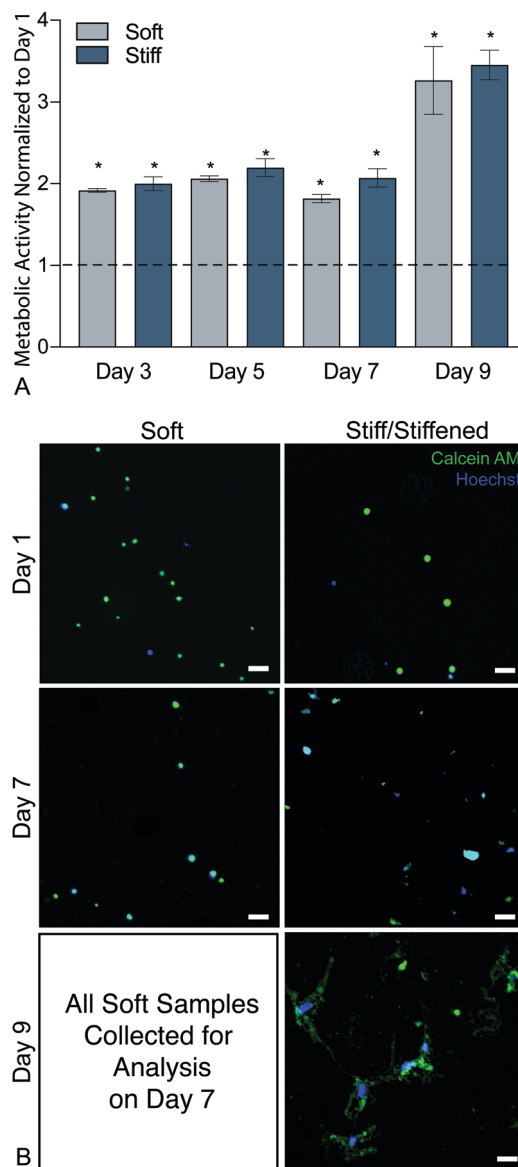 Metabolic Activity Normalized to Day 1
4
3
2
1
0
Soft
Stiff
* * * * * * * *
Day 3 Day 5 Day 7 Day 9
A
Soft Stiff/Stiffened
Calcein AM
Hoechst
Day 1
Day 7
Day 9
All Soft Samples
Collected for
Analysis
on Day 7
B